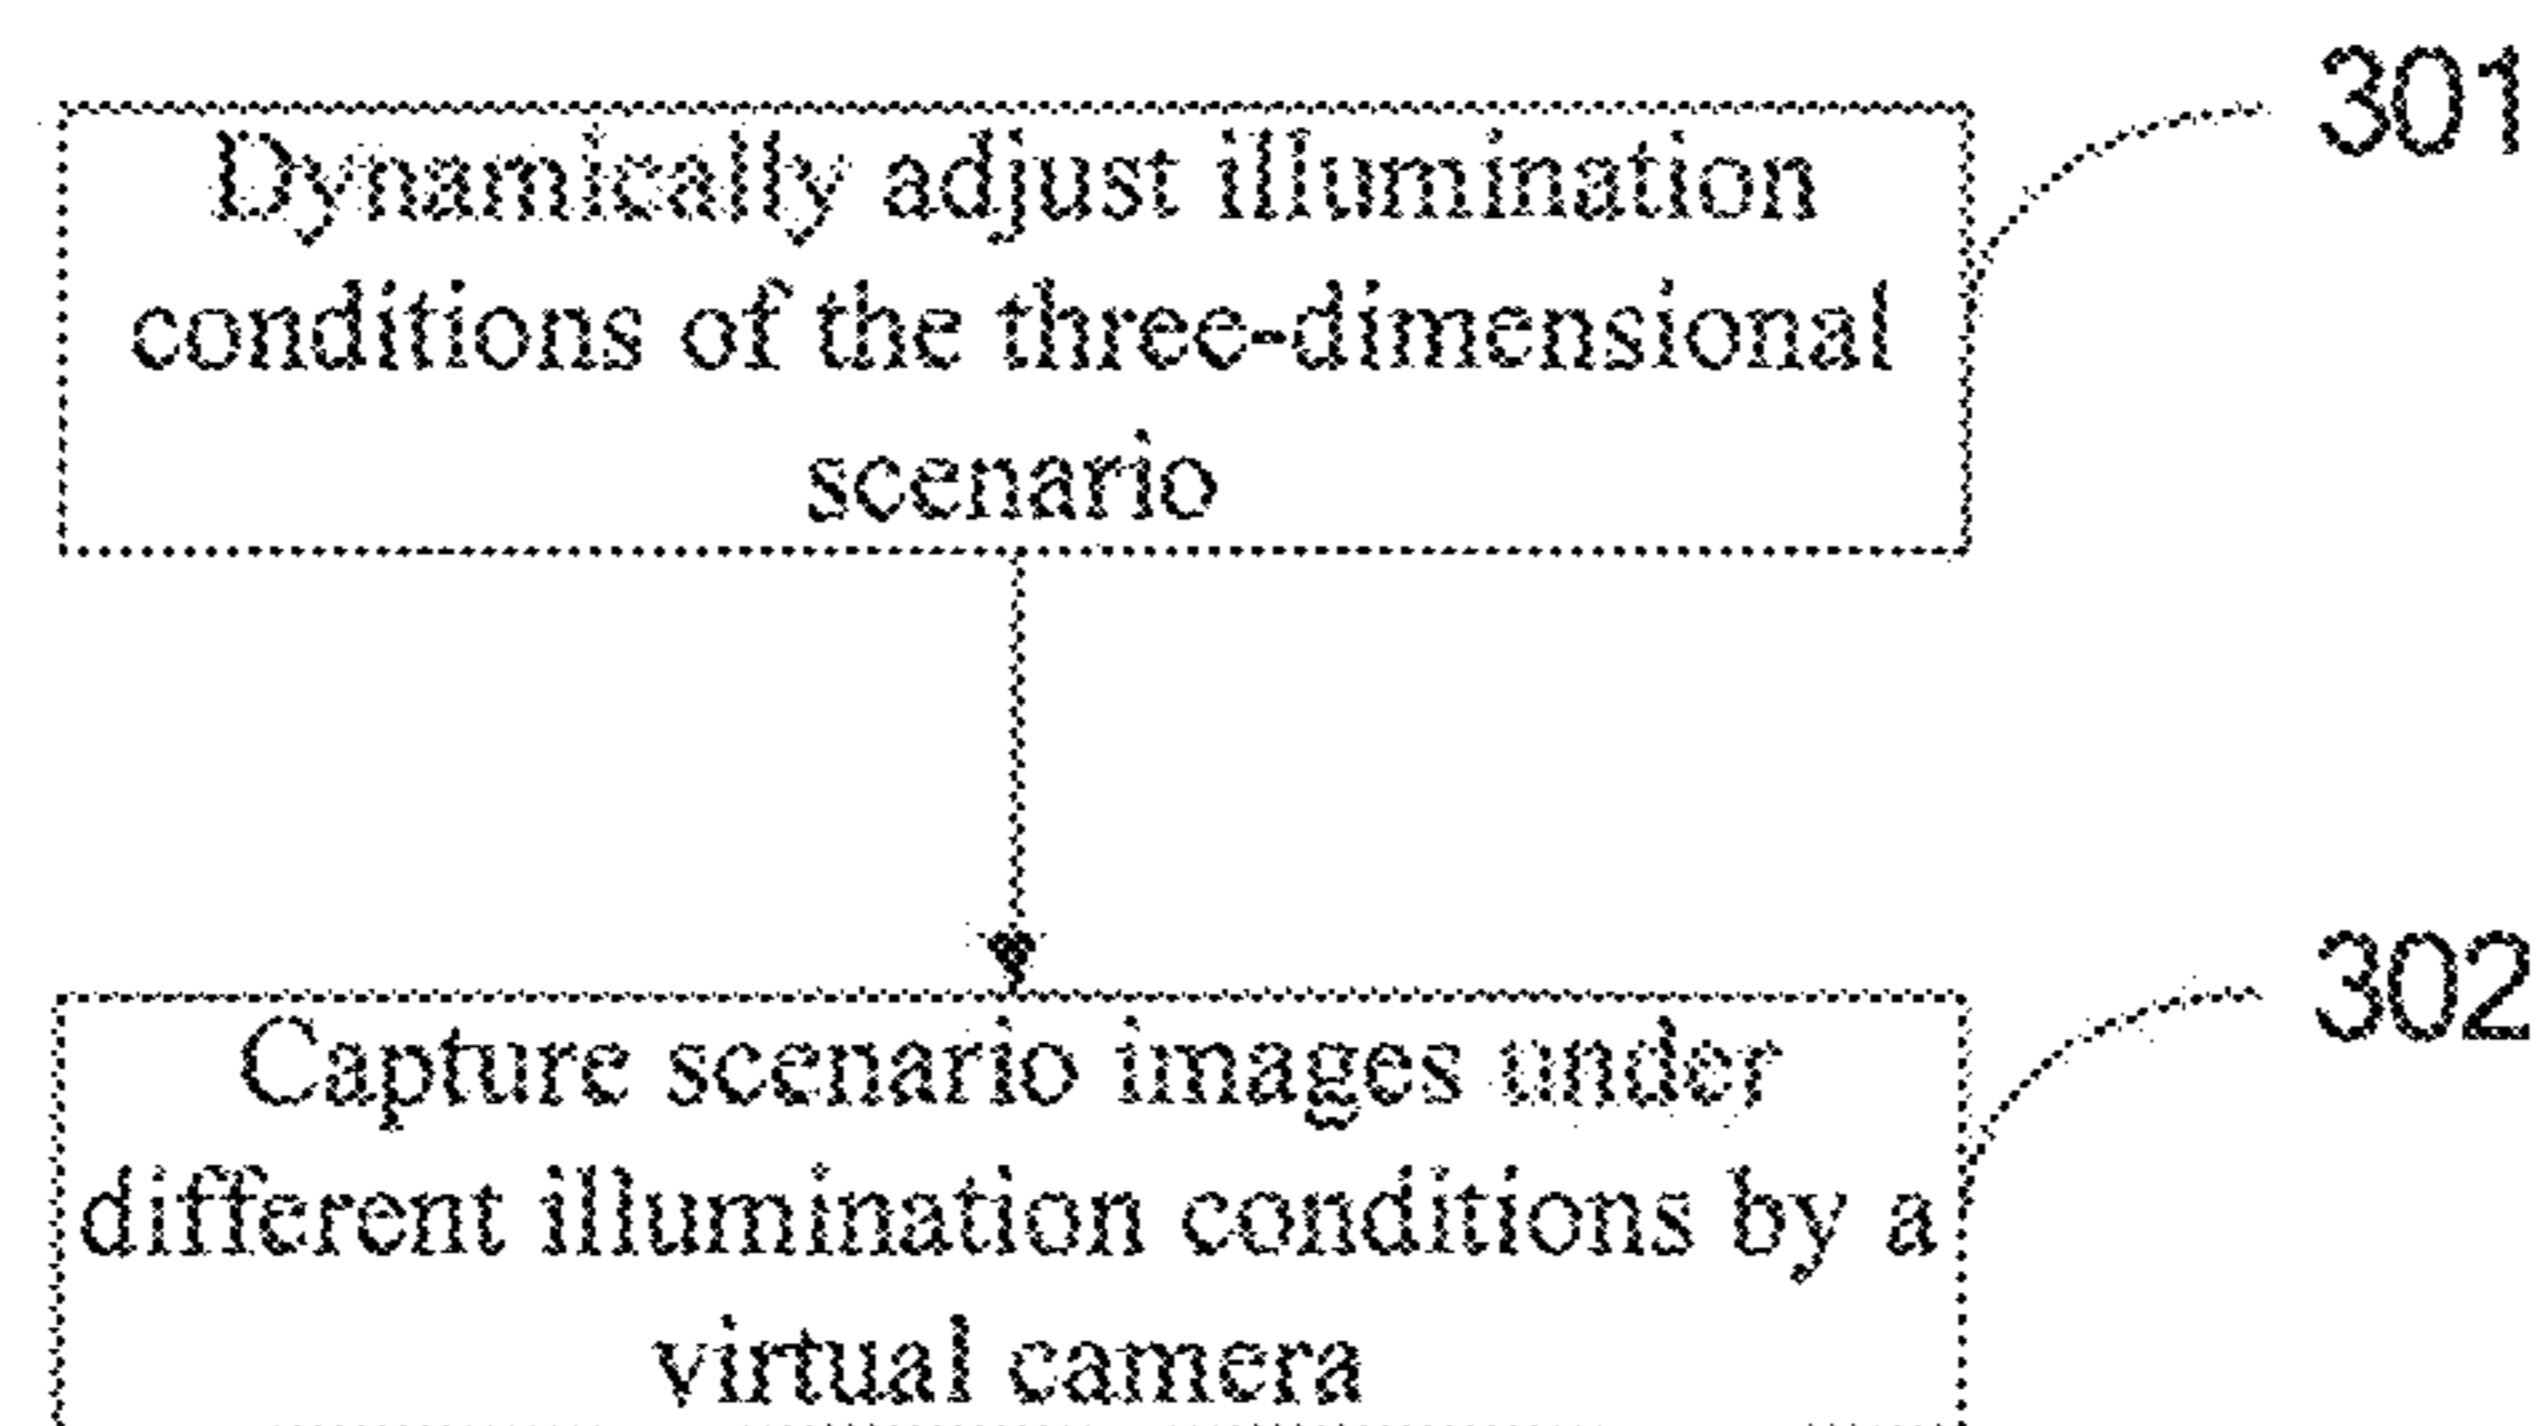 301
Dynamically adjust illumination
conditions of the three-dimensional
scenario
302
Capture scenario images under
different illumination conditions by a
virtual camera